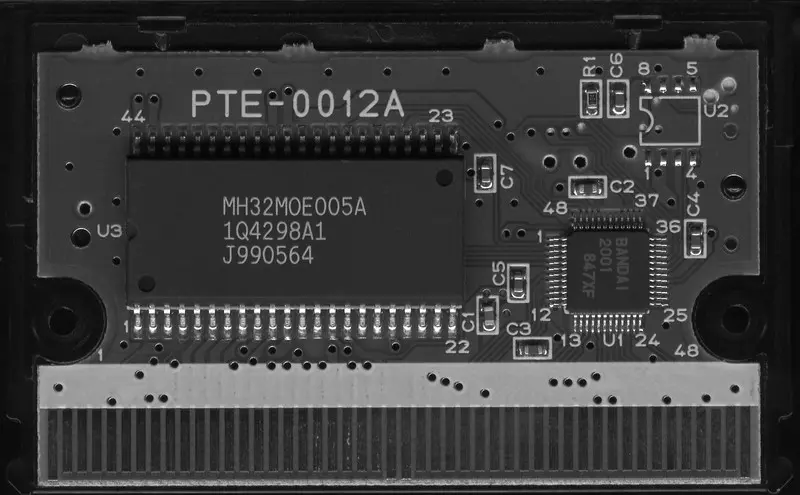 PTE-0012A
44
23
R1
C6
8
5
U2
1
4
C7
C2
48
37
C4
36
U3
MH32M0E005A
1Q4298A1
J990564
1
BANDAI
2001
847XF
C5
12
25
C1
13
U1
24
C3
1
22
1
48